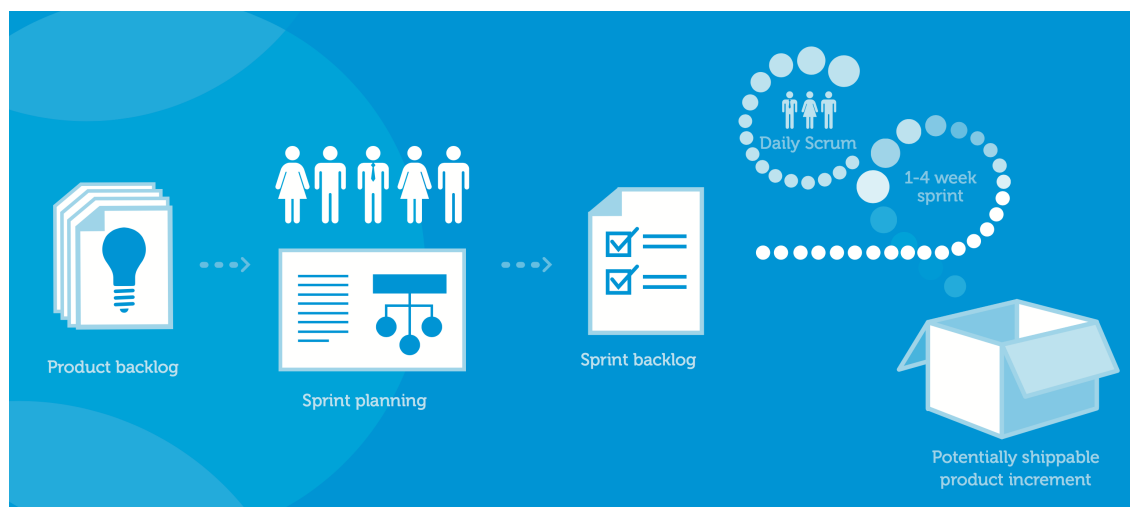 Product backlog
Sprint planning
Sprint backlog
Daily Scrum
1-4 week
sprint
Potentially shippable
product increment